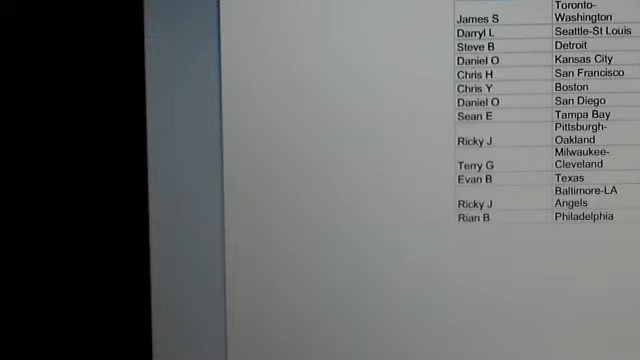 Toronto-
James S Washington
Darryl L Seattle-St Louis
Steve B Detroit
Daniel O Kansas City
Chris H San Francisco
Chris Y Boston
Daniel O San Diego
Sean E Tampa Bay
Pittsburgh-
Ricky J Oakland
Milwaukee-
Terry G Cleveland
Evan B Texas
Baltimore-LA
Ricky J Angels
Rian B Philadelphia